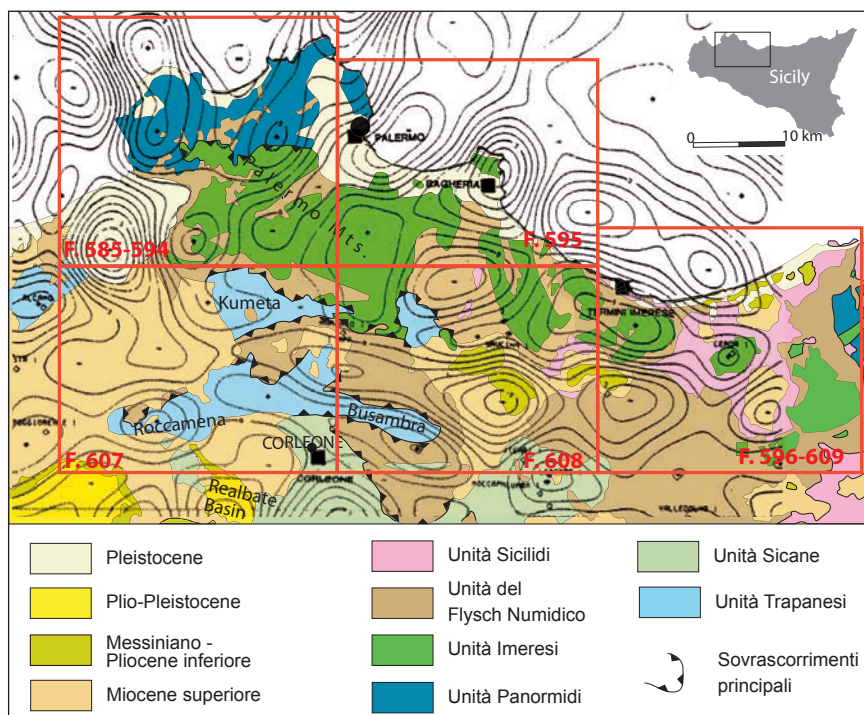 Sicily
0 10 km
PALERMO
BAGHERIA
Palermo Mts.
F. 585-594
F. 595
ALCAMO
Kumeta
TERMINI IMERESE
Roccamena
Busambra
CORLEONE
CORLEONE
F. 607
F. 608
F. 596-609
Realbate
Basin
Pleistocene
Plio-Pleistocene
Messiniano -
Pliocene inferiore
Miocene superiore
Unità Sicilidi
Unità del
Flysch Numidico
Unità Imeresi
Unità Panormidi
Unità Sicane
Unità Trapanesi
Sovrascorrimenti
principali